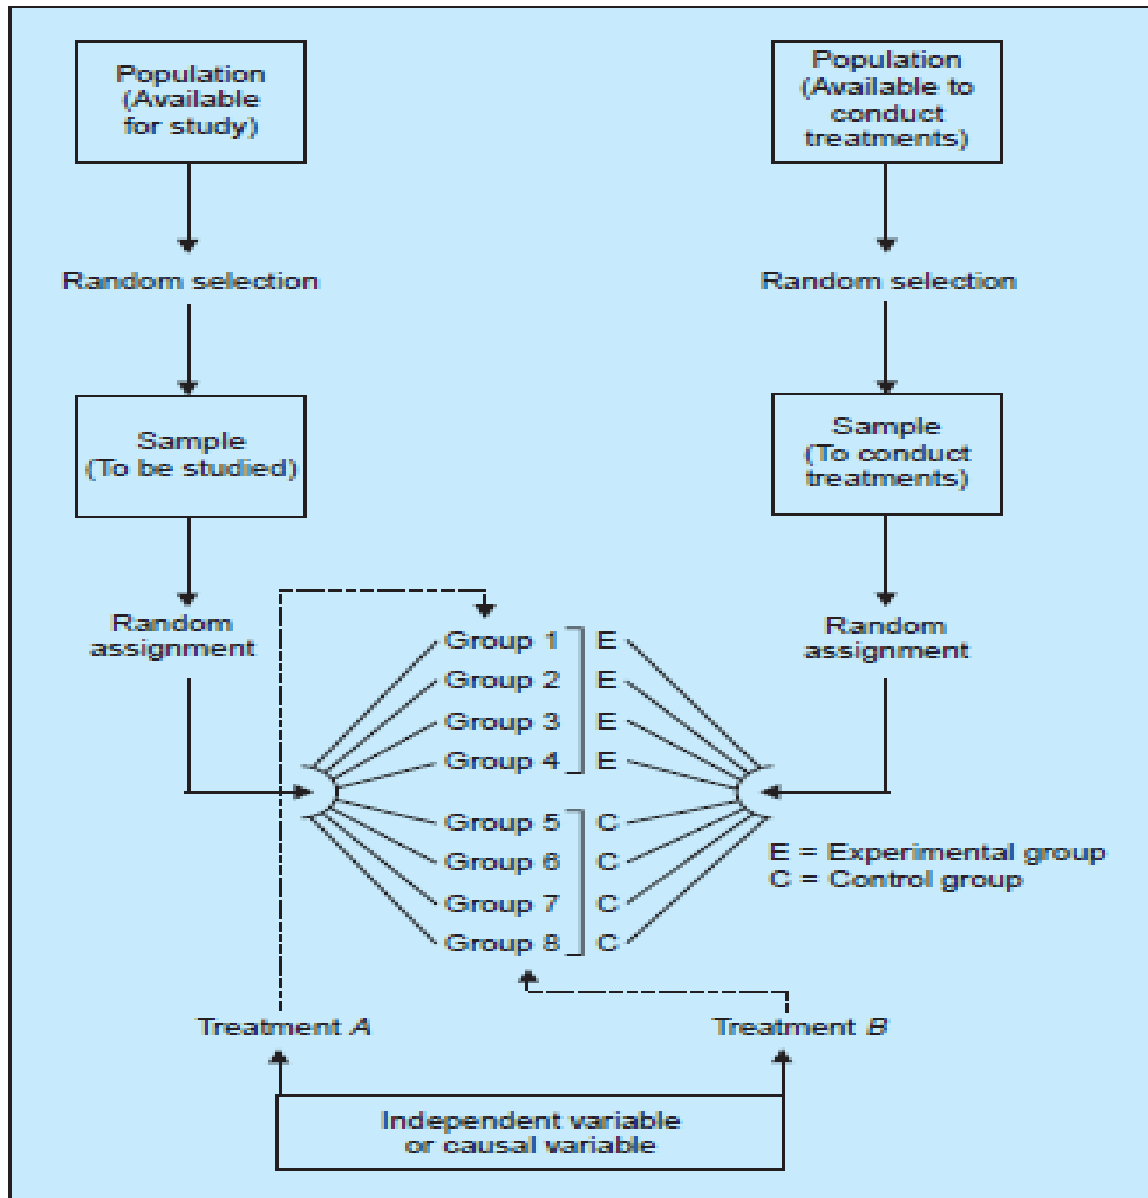 Population
(Available
for study)
Population
(Available to
conduct
treatments)
Random selection
Random selection
Sample
(To be studied)
Sample
(To conduct
treatments)
Random
assignment
Random
assignment
Group 1 E
Group 2 E
Group 3 E
Group 4 E
Group 5 C
Group 6 C
Group 7 C
Group 8 C
E = Experimental group
C = Control group
Treatment A
Treatment B
Independent variable
or causal variable